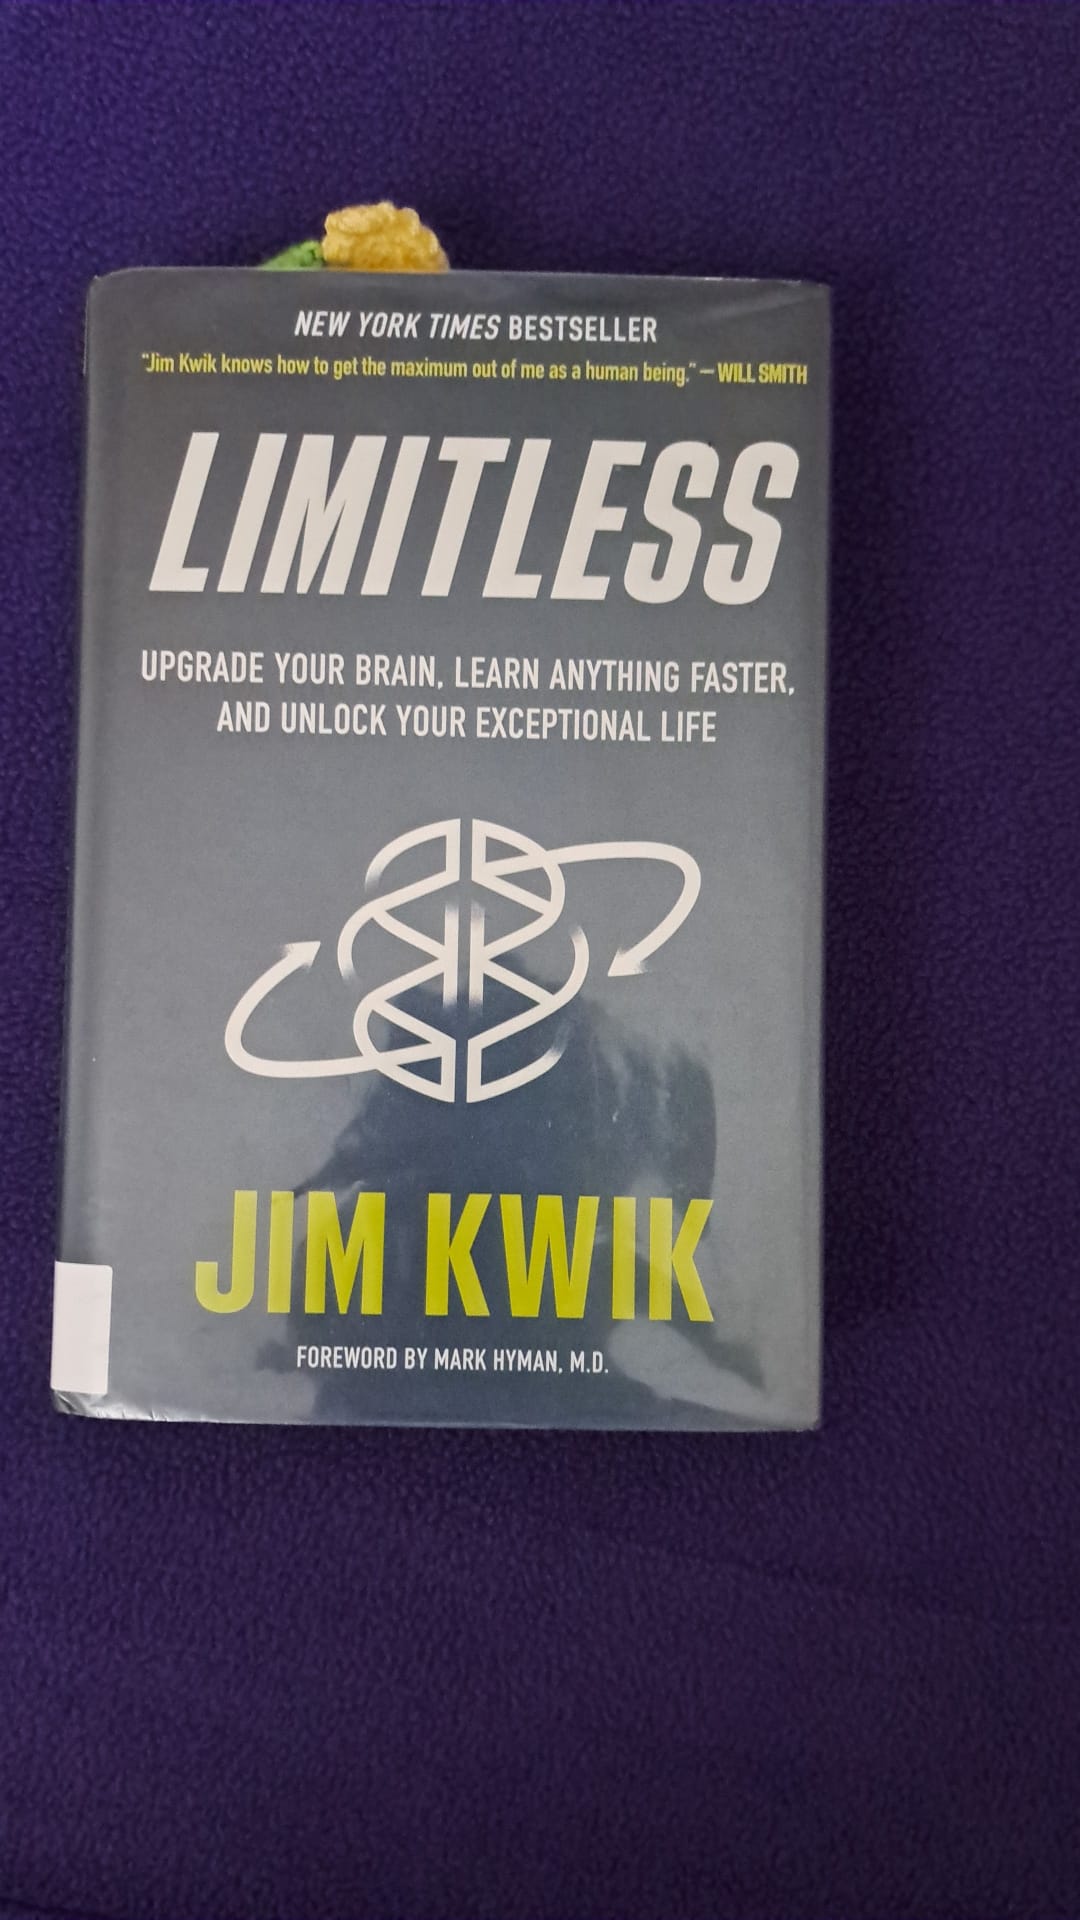 NEW YORK TIMES BESTSELLER
"Jim Kwik knows how to get the maximum out of me as a human being." — WILL SMITH
LIMITLESS
UPGRADE YOUR BRAIN, LEARN ANYTHING FASTER,
AND UNLOCK YOUR EXCEPTIONAL LIFE
JIM KWIK
FOREWORD BY MARK HYMAN, M.D.